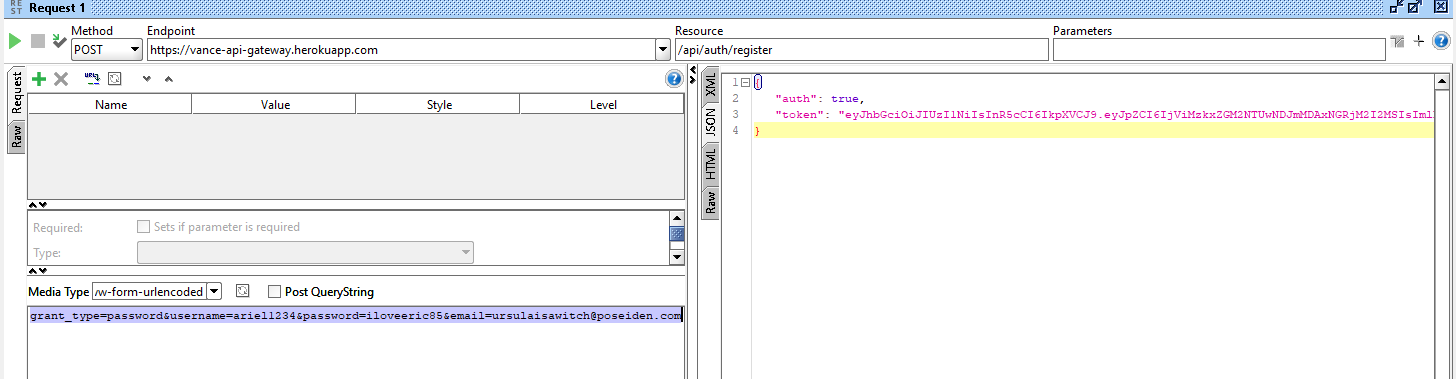 RE
ST
Request 1
Method
Endpoint
Resource
Parameters
POST
https://vance-api-gateway.herokuapp.com
/api/auth/register
Request
Raw
Name
Value
Style
Level
Required:
Sets if parameter is required
Type:
Media Type
/w-form-urlencoded
Post QueryString
grant_type=password&username=ariel1234&password=iloveeric85&email=ursulaisawitch@poseiden.com
XML
JSON
HTML
Raw
1 {
2 "auth": true,
3 "token": "eyJhbGciOiJIUzI1NiIsInR5cCI6IkpXVCJ9.eyJpZCI6IjViMzkxZGM2NTUwNDJmMDAxNGRjM2I2MSIsIml
4 }